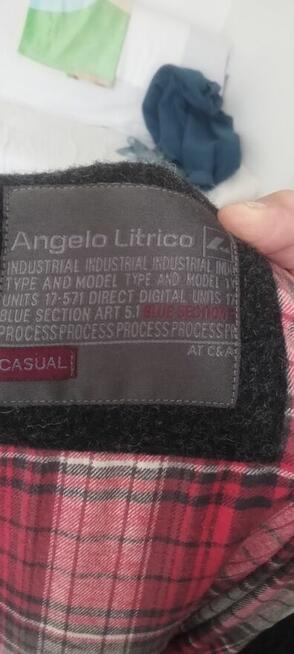 Angelo Litrico
INDUSTRIAL INDUSTRIAL INDUSTRIAL
TYPE AND MODEL TYPE AND MODEL
UNITS 17-571 DIRECT DIGITAL UNITS
BLUE SECTION ART 5.1 BLUE SECTION
PROCESS PROCESS PROCESS PROCESS
AT C&A
CASUAL